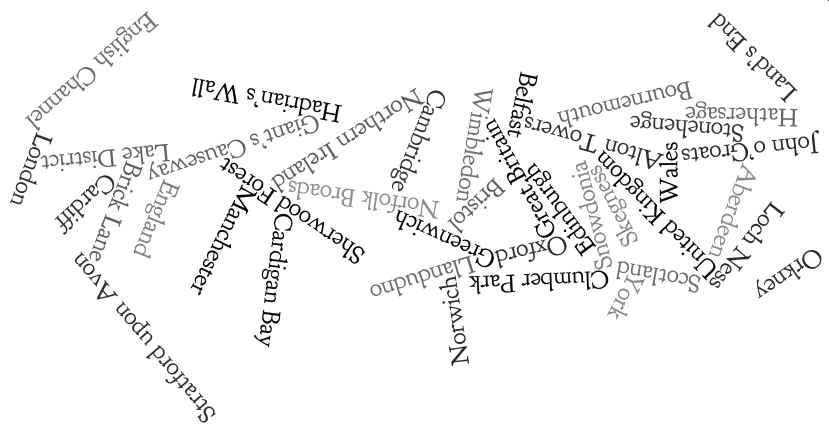 English Channel
Land's End
Hadrian's Wall
Northern Ireland
Giant's Causeway
Cambridge
Wimbledon
Belfast
Bournemouth
Hathersage
Stonehenge
John o'Groats
Alton Towers
London
Lake District
Cardiff
Brick Lane
England
Sherwood Forest
Manchester
Cardigan Bay
Norfolk Broads
Greenwich
Bristol
Great Britain
Edinburgh
Oxford
Snowdonia
Skegness
United Kingdom
Wales
Aberdeen
Loch Ness
Orkney
Stratford upon Avon
Llandudno
Norwich
Clumber Park
York
Scotland